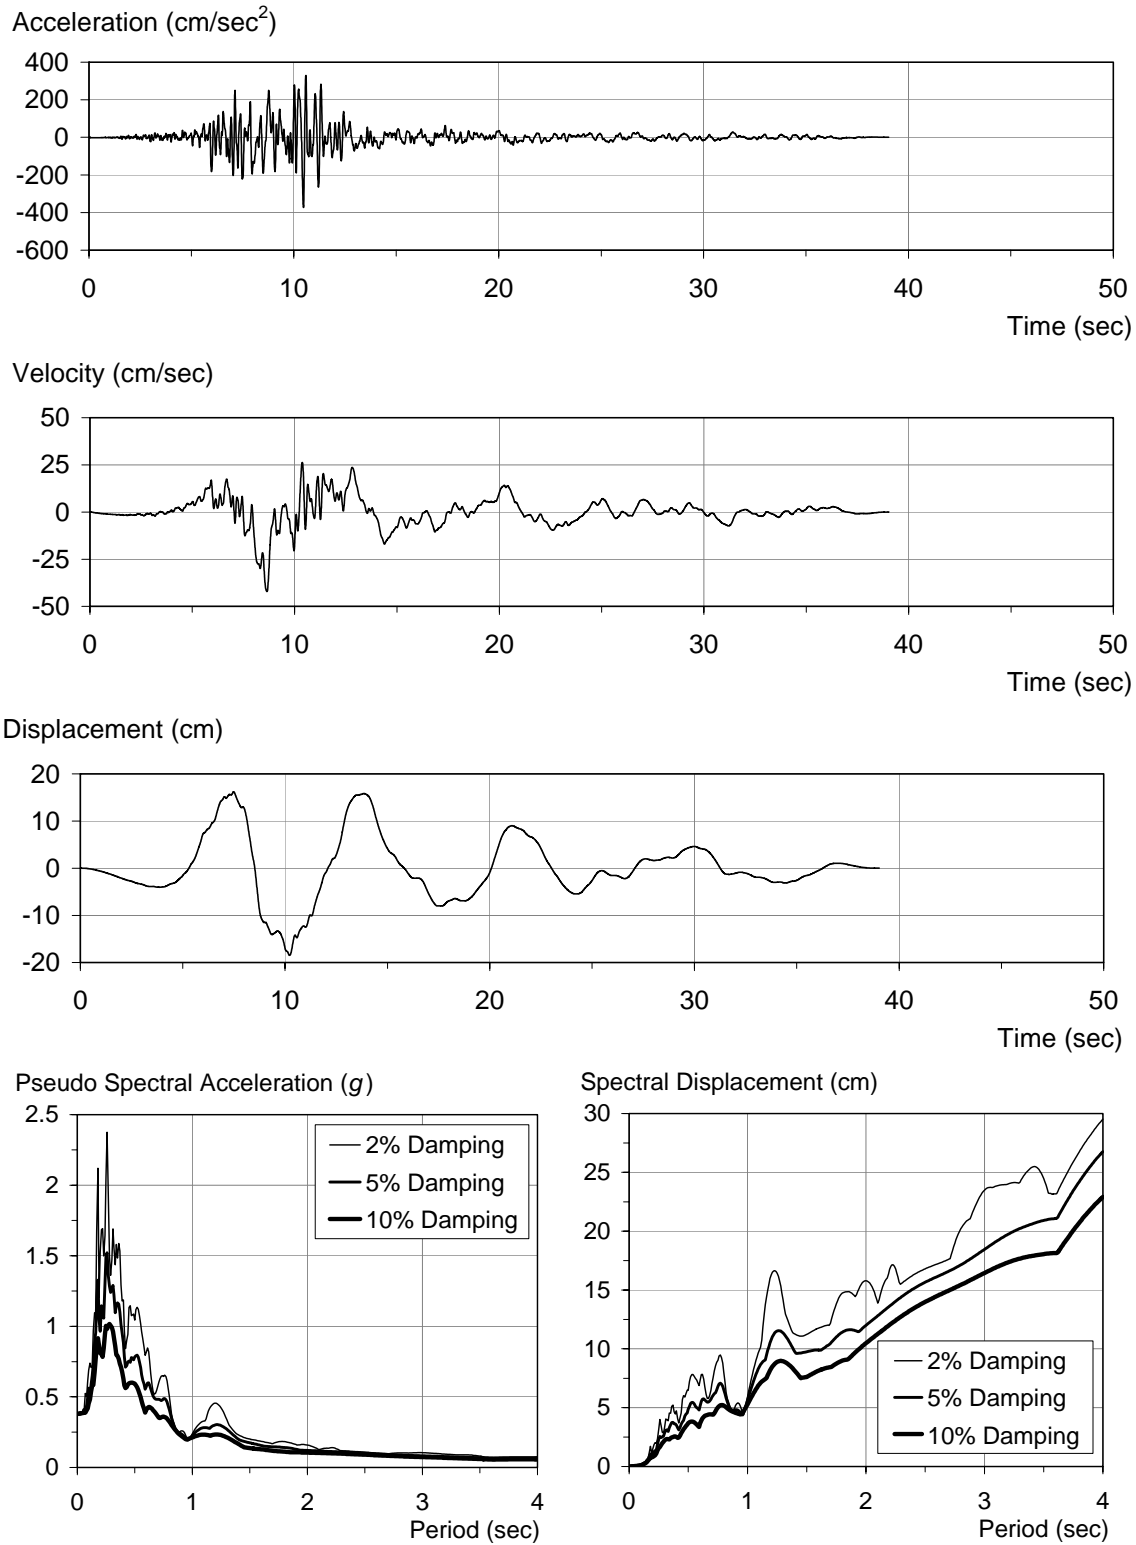 Acceleration (cm/sec2)
400
200
0
-200
-400
-600
0 10 20 30 40 50
Time (sec)
Velocity (cm/sec)
50
25
0
-25
-50
0 10 20 30 40 50
Time (sec)
Displacement (cm)
20
10
0
-10
-20
0 10 20 30 40 50
Time (sec)
Pseudo Spectral Acceleration (g)
2.5
2
1.5
1
0.5
0
2% Damping
5% Damping
10% Damping
0 1 2 3 4
Period (sec)
Spectral Displacement (cm)
30
25
20
15
10
5
0
2% Damping
5% Damping
10% Damping
0 1 2 3 4
Period (sec)